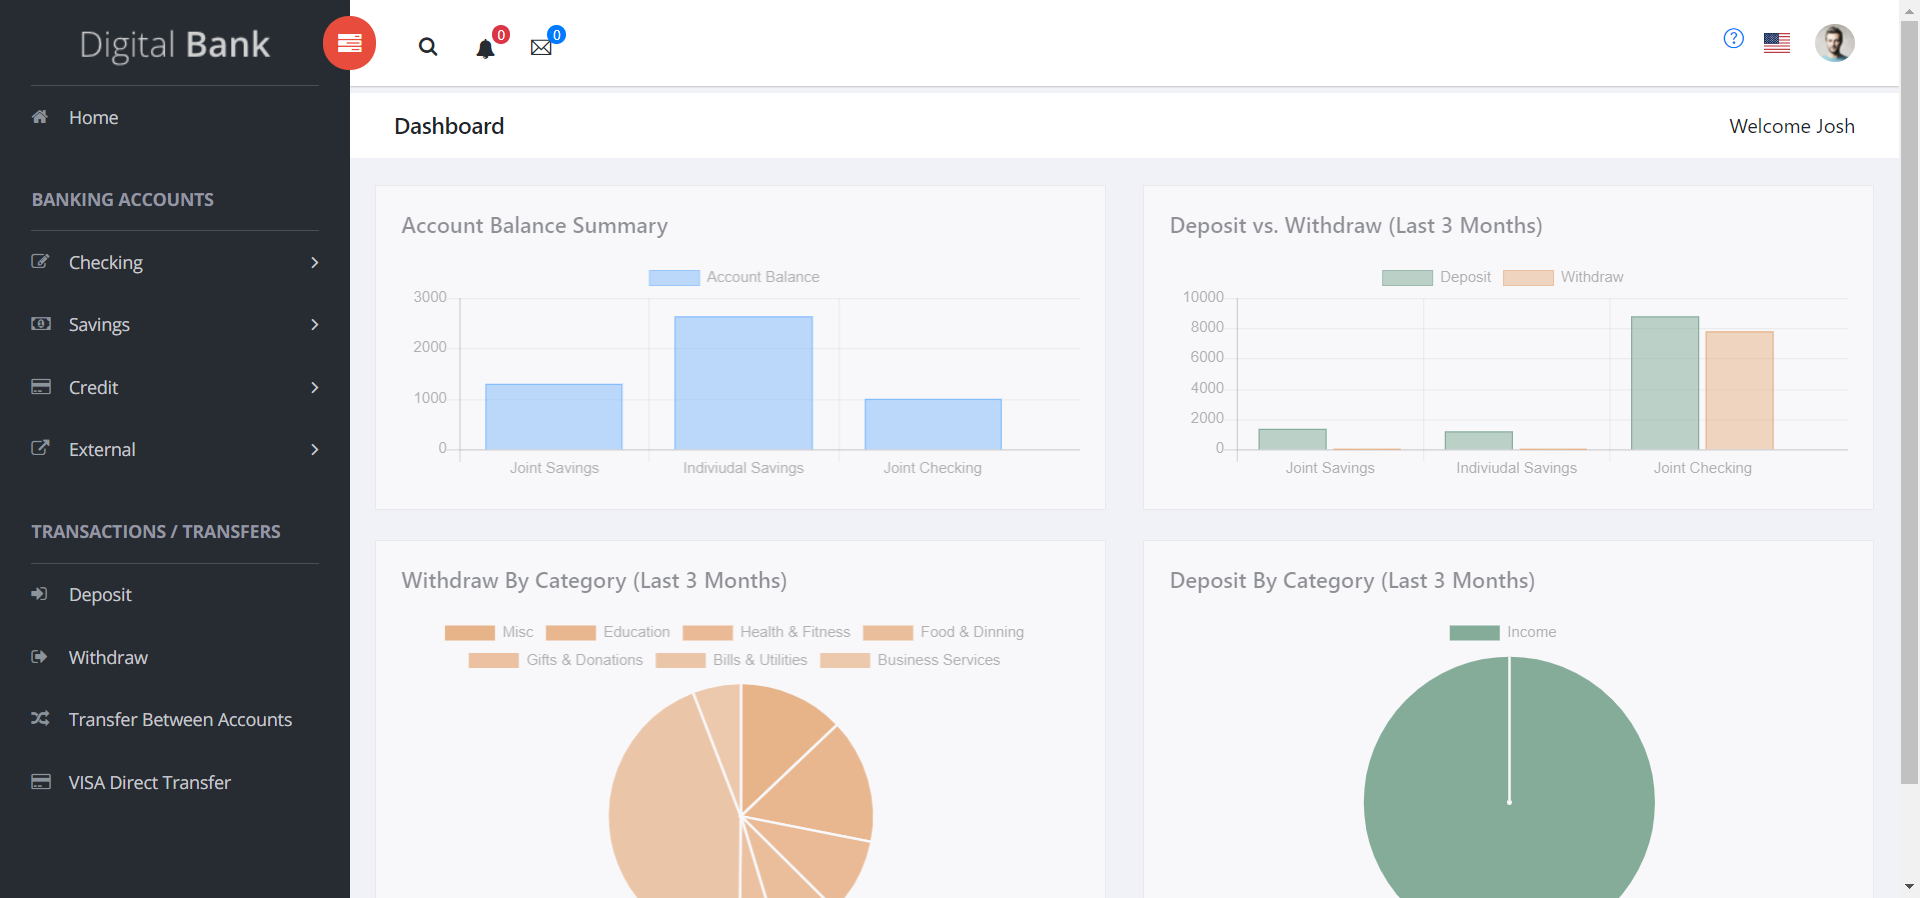 Digital Bank
0
0
Home
Dashboard
Welcome Josh
BANKING ACCOUNTS
Checking
Savings
Credit
External
TRANSACTIONS / TRANSFERS
Deposit
Withdraw
Transfer Between Accounts
VISA Direct Transfer
Account Balance Summary
Account Balance
3000
2000
1000
0
Joint Savings Indiviudal Savings Joint Checking
Deposit vs. Withdraw (Last 3 Months)
Deposit Withdraw
10000
8000
6000
4000
2000
0
Joint Savings Indiviudal Savings Joint Checking
Withdraw By Category (Last 3 Months)
Misc Education Health & Fitness Food & Dinning
Gifts & Donations Bills & Utilities Business Services
Deposit By Category (Last 3 Months)
Income